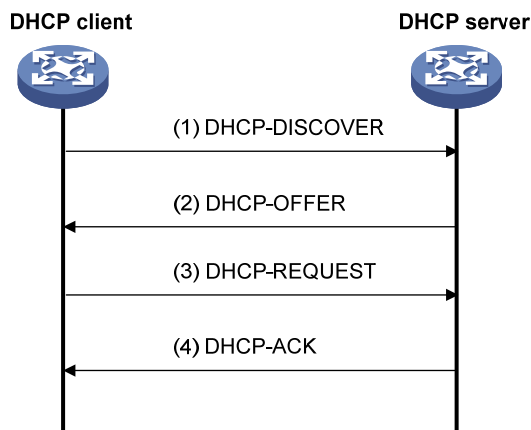 DHCP client
DHCP server
(1) DHCP-DISCOVER
(2) DHCP-OFFER
(3) DHCP-REQUEST
(4) DHCP-ACK